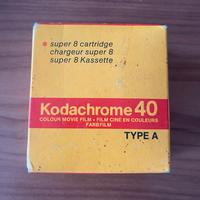 super 8 cartridge
chargeur super 8
super 8 Kassette
Kodachrome 40
COLOUR MOVIE FILM • FILM CINÉ EN COULEURS
FARBFILM
TYPE A